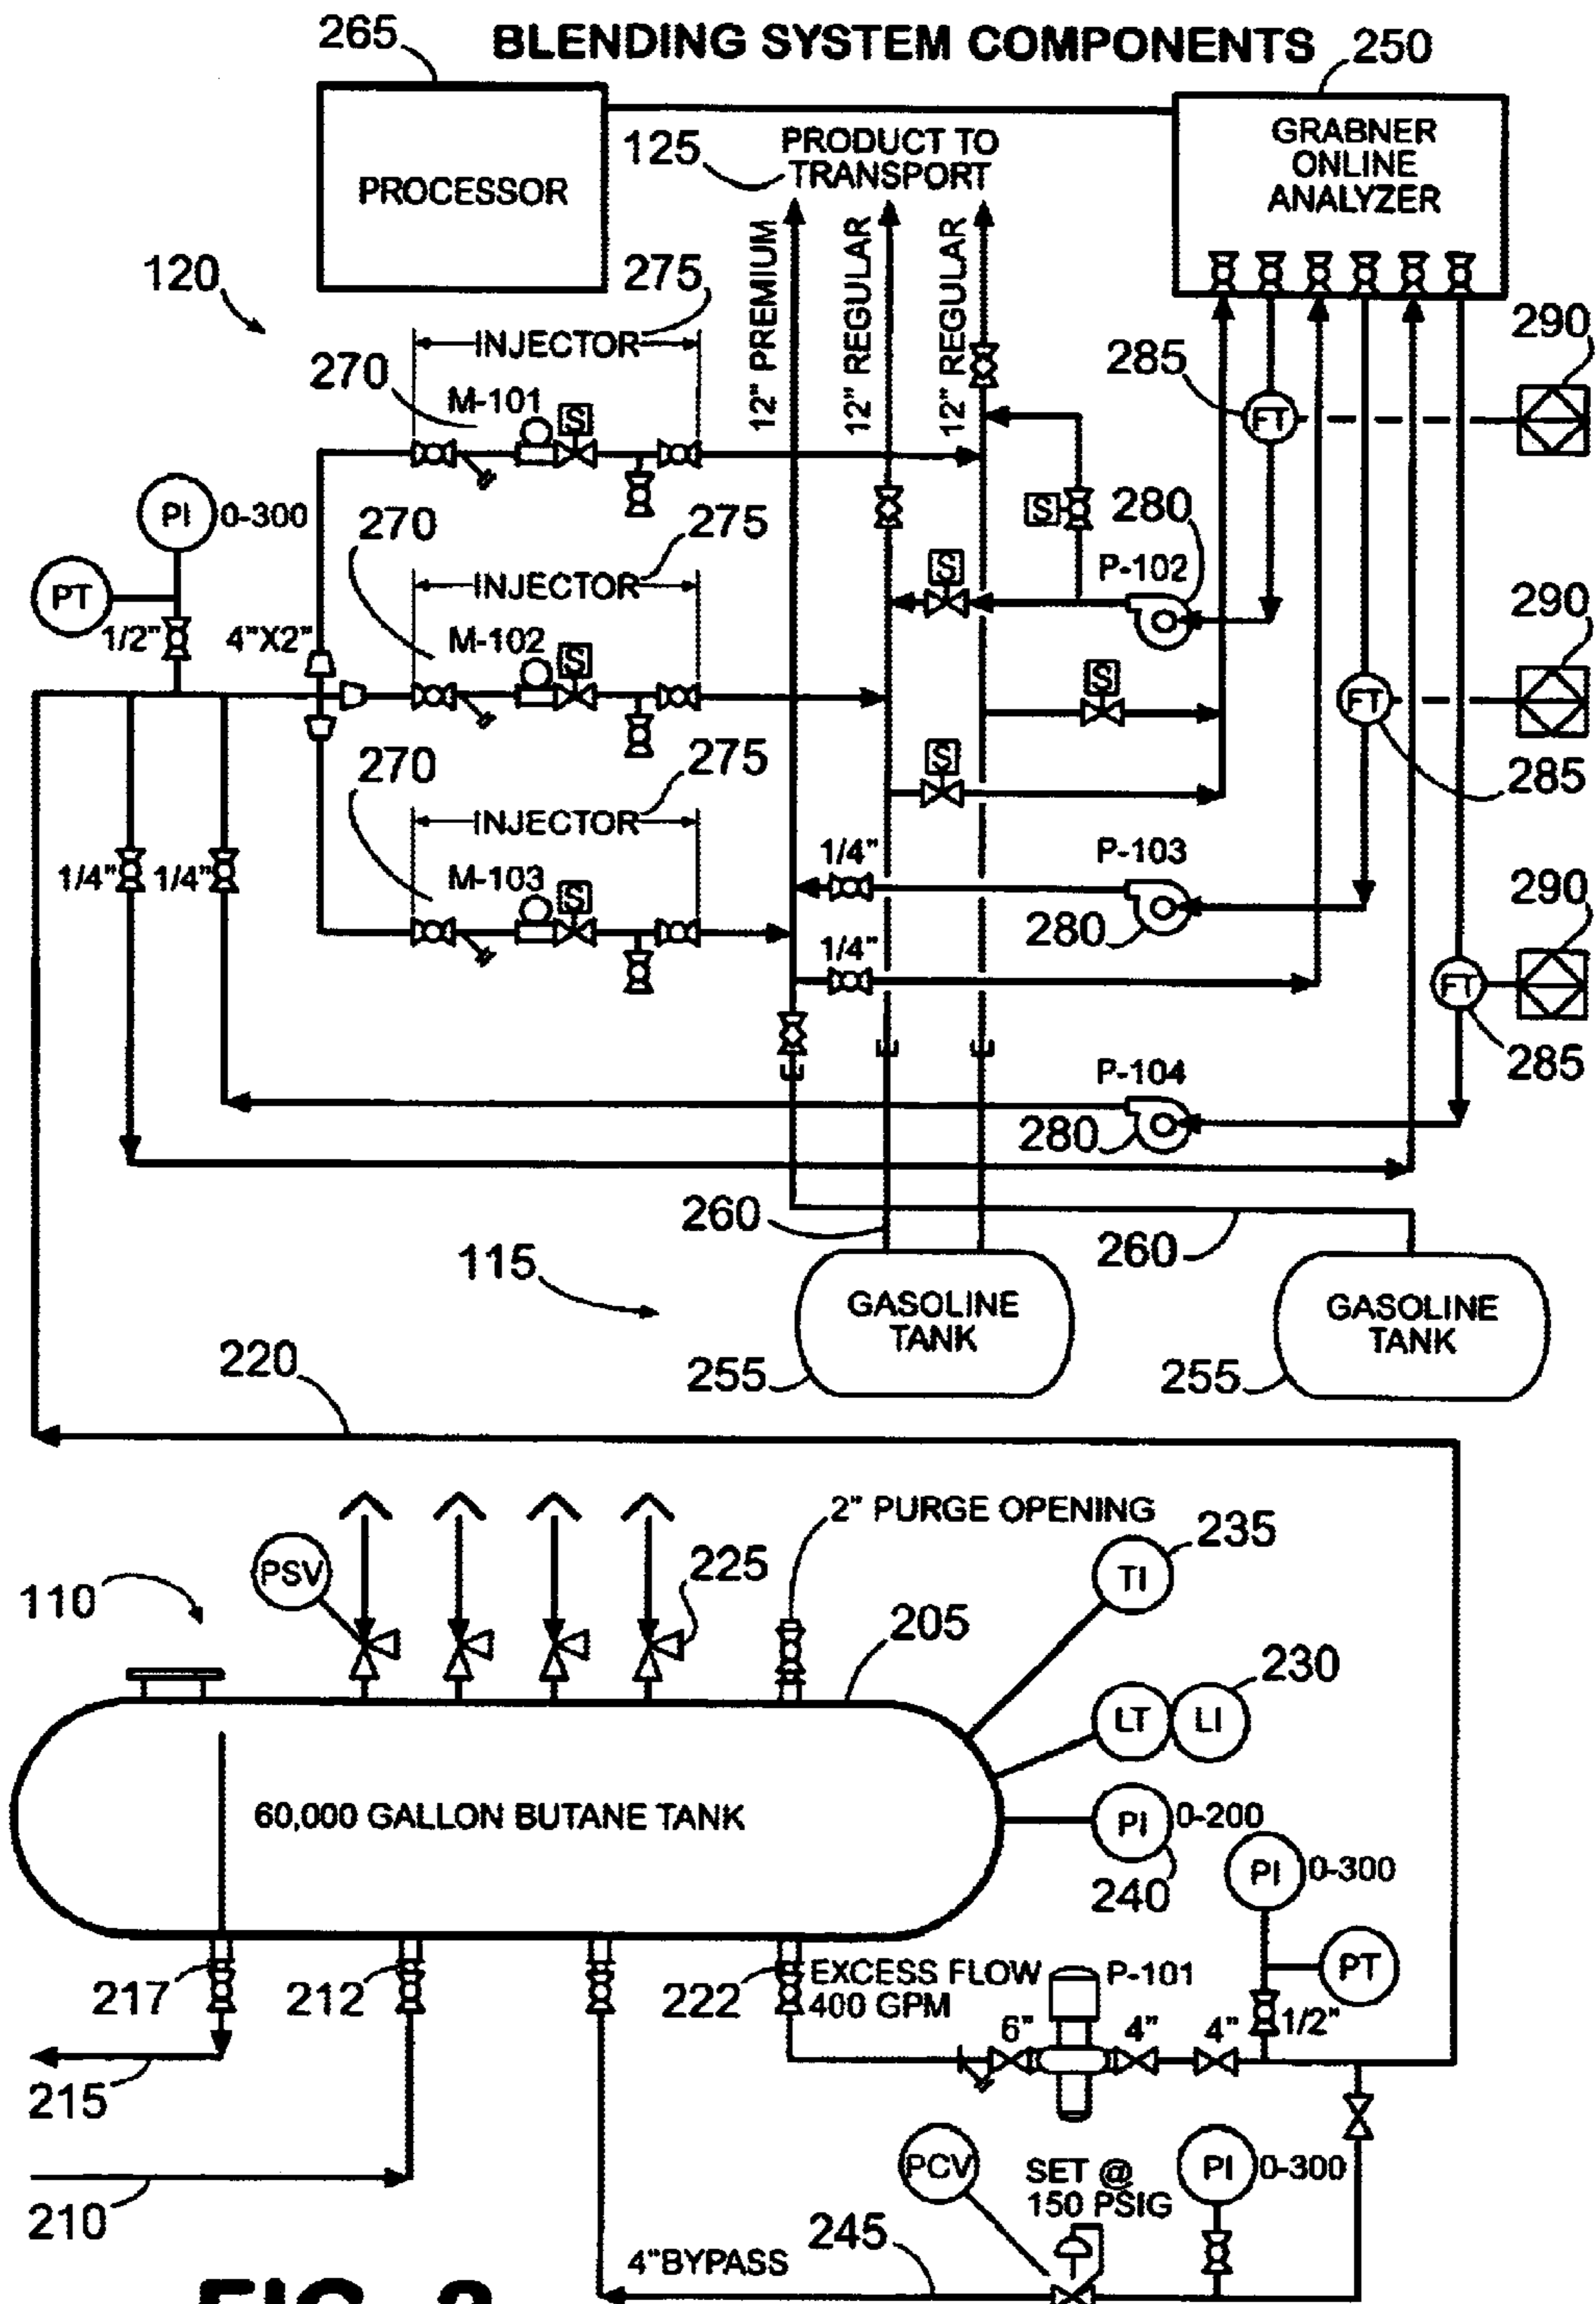 BLENDING SYSTEM COMPONENTS
265
250
PROCESSOR
125
PRODUCT TO
TRANSPORT
GRABNER
ONLINE
ANALYZER
120
275
12" PREMIUM
12" REGULAR
12" REGULAR
INJECTOR
270
M-101
S
285
FT
290
PI
0-300
PT
1/2"
4"X2"
270
275
INJECTOR
M-102
S
S
S
P-102
280
290
FT
285
S
S
270
275
INJECTOR
M-103
S
1/4"
1/4"
1/4"
P-103
280
1/4"
290
FT
285
P-104
280
260
260
115
GASOLINE
TANK
GASOLINE
TANK
255
255
220
2" PURGE OPENING
235
PSV
TI
225
110
205
230
LT
LI
60,000 GALLON BUTANE TANK
PI
0-200
240
PI
0-300
217
212
222
EXCESS FLOW
400 GPM
P-101
PT
6"
4"
4"
1/2"
215
210
PCV
SET @
150 PSIG
PI
0-300
245
4"BYPASS